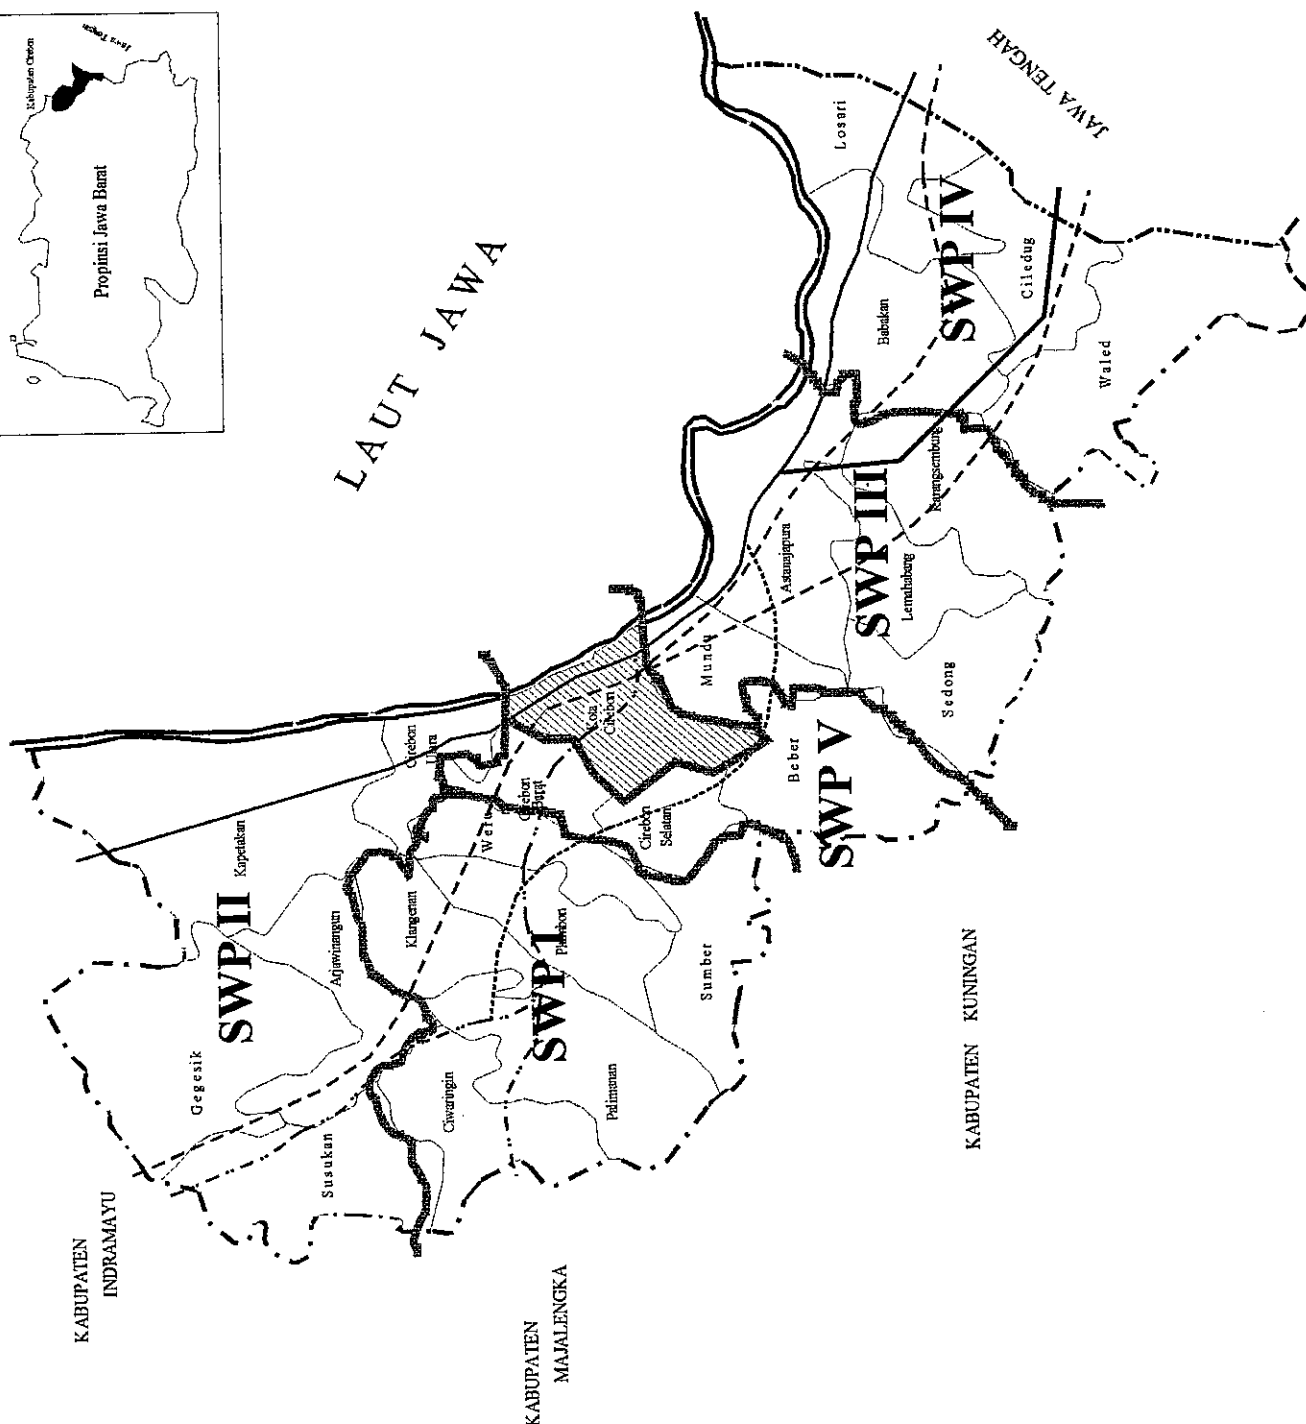 Kabupaten Cirebon
Jawa Tengah
Propinsi Jawa Barat
JAWA TENGAH
LAUT JAWA
Losari
SWP IV
Ciledug
Babakan
Waled
Karangsembung
SWP III
Astanajapura
Lemahabang
Sedong
Mundu
Kota
Cirebon
Beber
SWP V
Cirebon
Utara
Cirebon
Barat
Weru
Cirebon
Selatan
Kapetakan
SWP II
Arjawinangun
Klangenan
Gegesik
SWP I
Plumbon
Sumber
Ciwaringin
Palimanan
Susukan
KABUPATEN
INDRAMAYU
KABUPATEN
MAJALENGKA
KABUPATEN KUNINGAN